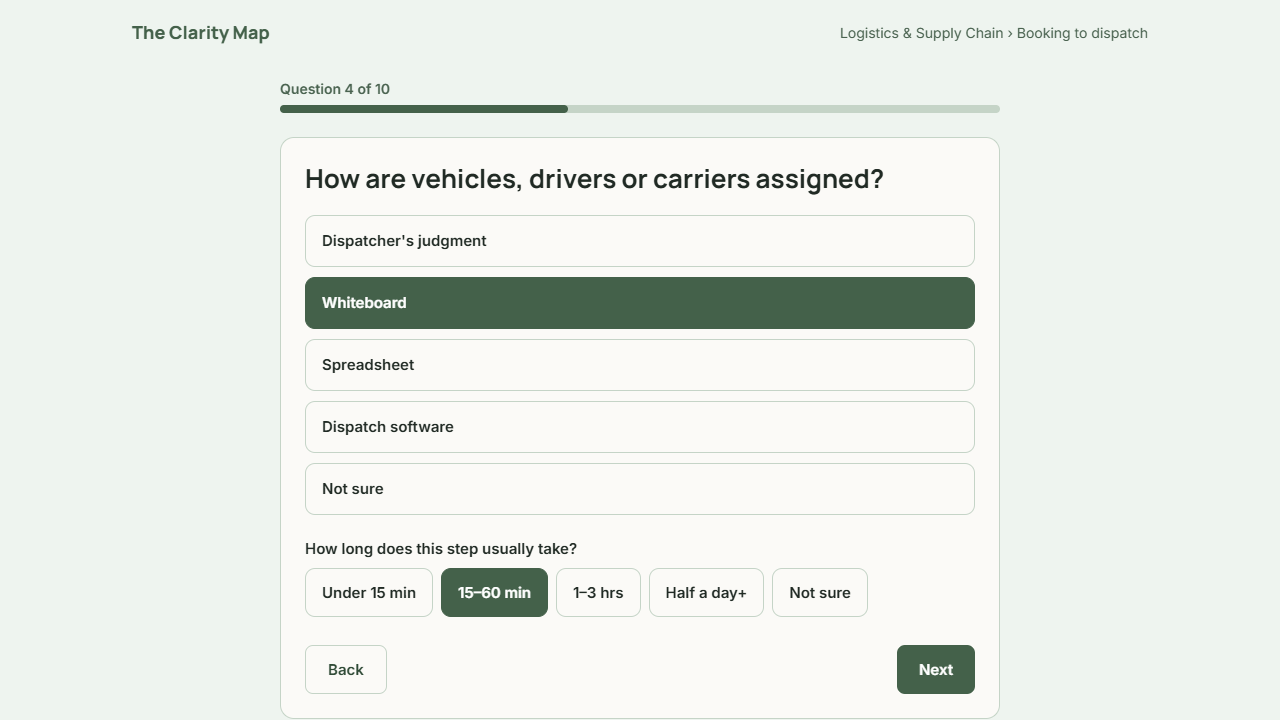 The Clarity Map
Logistics & Supply Chain › Booking to dispatch
Question 4 of 10
How are vehicles, drivers or carriers assigned?
Dispatcher's judgment
Whiteboard
Spreadsheet
Dispatch software
Not sure
How long does this step usually take?
Under 15 min
15–60 min
1–3 hrs
Half a day+
Not sure
Back
Next